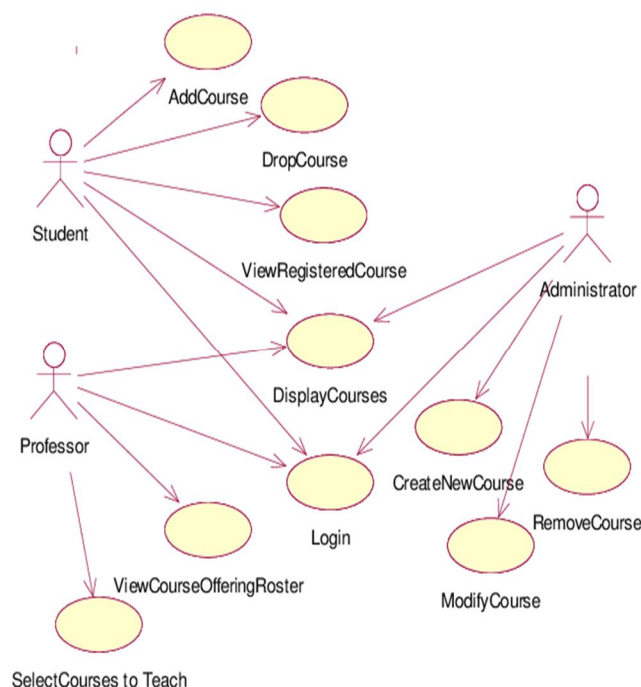 AddCourse
DropCourse
Student
ViewRegisteredCourse
Administrator
DisplayCourses
Professor
CreateNewCourse
RemoveCourse
Login
ViewCourseOfferingRoster
ModifyCourse
SelectCourses to Teach